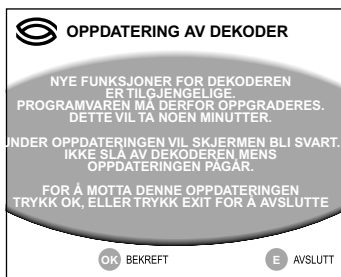 OPPDATERING AV DEKODER
NYE FUNKSJONER FOR DEKODEREN
ER TILGJENGELIGE.
PROGRAMVAREN MÅ DERFOR OPPGRADERES.
DETTE VIL TA NOEN MINUTTER.
UNDER OPPDATERINGEN VIL SKJERMEN BLI SVART.
IKKE SLÅ AV DEKODEREN MENS
OPPDATERINGEN PÅGÅR.
FOR Å MOTTA DENNE OPPDATERINGEN
TRYKK OK, ELLER TRYKK EXIT FOR Å AVSLUTTE
OK BEKREFT E AVSLUTT